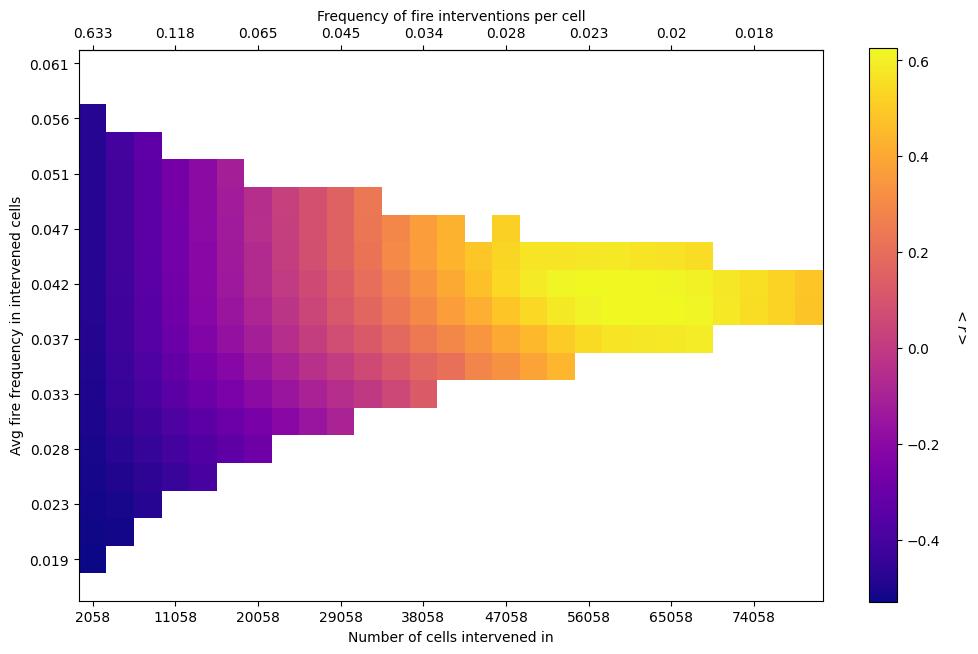 Frequency of fire interventions per cell
0.633 0.118 0.065 0.045 0.034 0.028 0.023 0.02 0.018
0.061
0.056
0.051
0.047
0.042
0.037
0.033
0.028
0.023
0.019
Avg fire frequency in intervened cells
2058 11058 20058 29058 38058 47058 56058 65058 74058
Number of cells intervened in
0.6
0.4
0.2
0.0
−0.2
−0.4
< r >